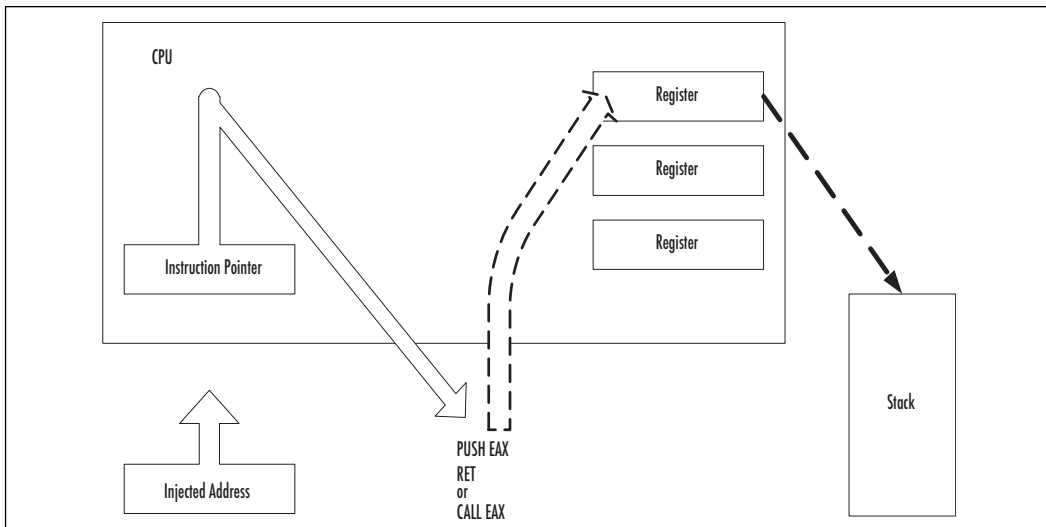 CPU
Register
Register
Register
Instruction Pointer
Stack
Injected Address
PUSH EAX
RET
or
CALL EAX